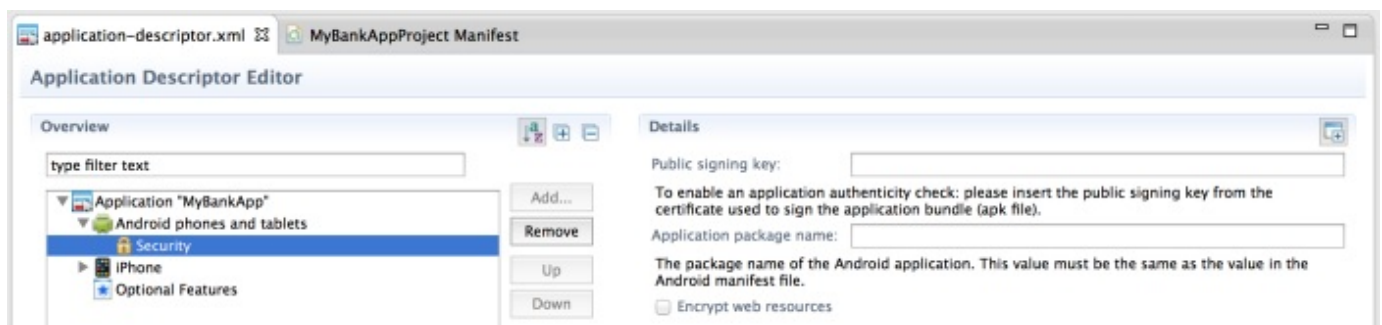 application-descriptor.xml
MyBankAppProject Manifest
Application Descriptor Editor
Overview
type filter text
Application "MyBankApp"
Android phones and tablets
Security
iPhone
Optional Features
Add...
Remove
Up
Down
Details
Public signing key:
To enable an application authenticity check: please insert the public signing key from the
certificate used to sign the application bundle (apk file).
Application package name:
The package name of the Android application. This value must be the same as the value in the
Android manifest file.
Encrypt web resources